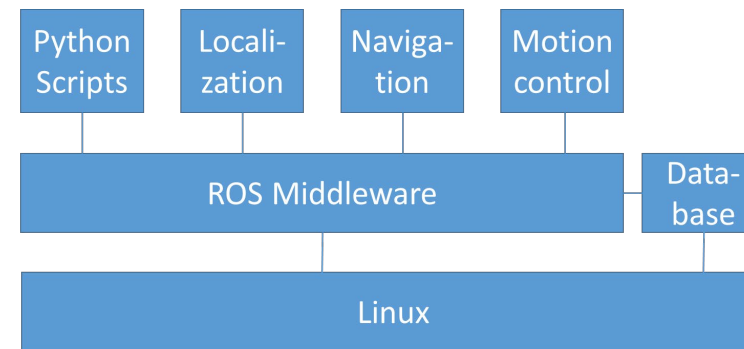 Python
Scripts
Locali-
zation
Naviga-
tion
Motion
control
ROS Middleware
Data-
base
Linux